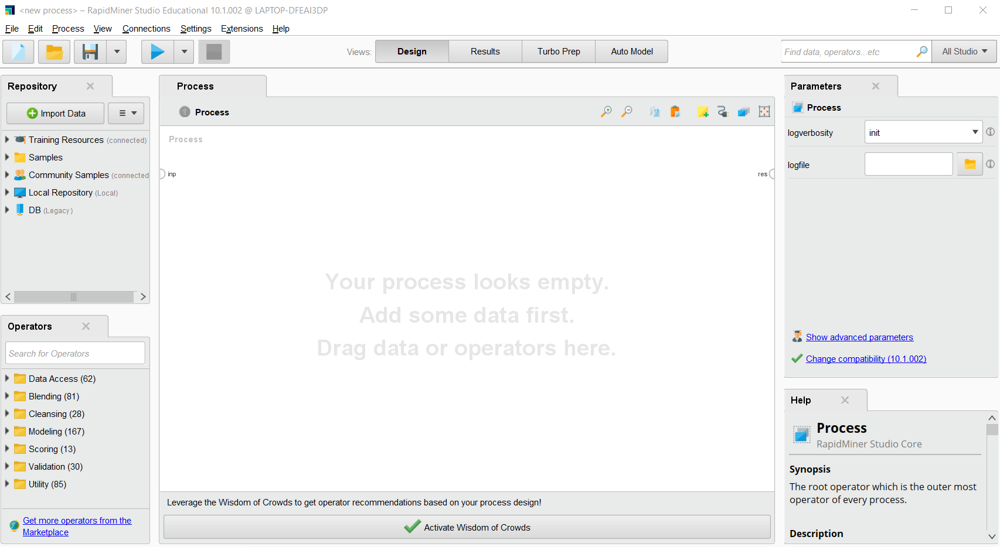 <new process> – RapidMiner Studio Educational 10.1.002 @ LAPTOP-DFEAI3DP
File Edit Process View Connections Settings Extensions Help
Views: Design Results Turbo Prep Auto Model
Find data, operators...etc
All Studio
Repository
Import Data
Training Resources (connected)
Samples
Community Samples (connected
Local Repository (Local)
DB (Legacy)
Operators
Search for Operators
Data Access (62)
Blending (81)
Cleansing (28)
Modeling (167)
Scoring (13)
Validation (30)
Utility (85)
Get more operators from the
Marketplace
Process
Process
Process
inp
res
Your process looks empty.
Add some data first.
Drag data or operators here.
Leverage the Wisdom of Crowds to get operator recommendations based on your process design!
Activate Wisdom of Crowds
Parameters
Process
logverbosity
init
logfile
Show advanced parameters
Change compatibility (10.1.002)
Help
Process
RapidMiner Studio Core
Synopsis
The root operator which is the outer most
operator of every process.
Description